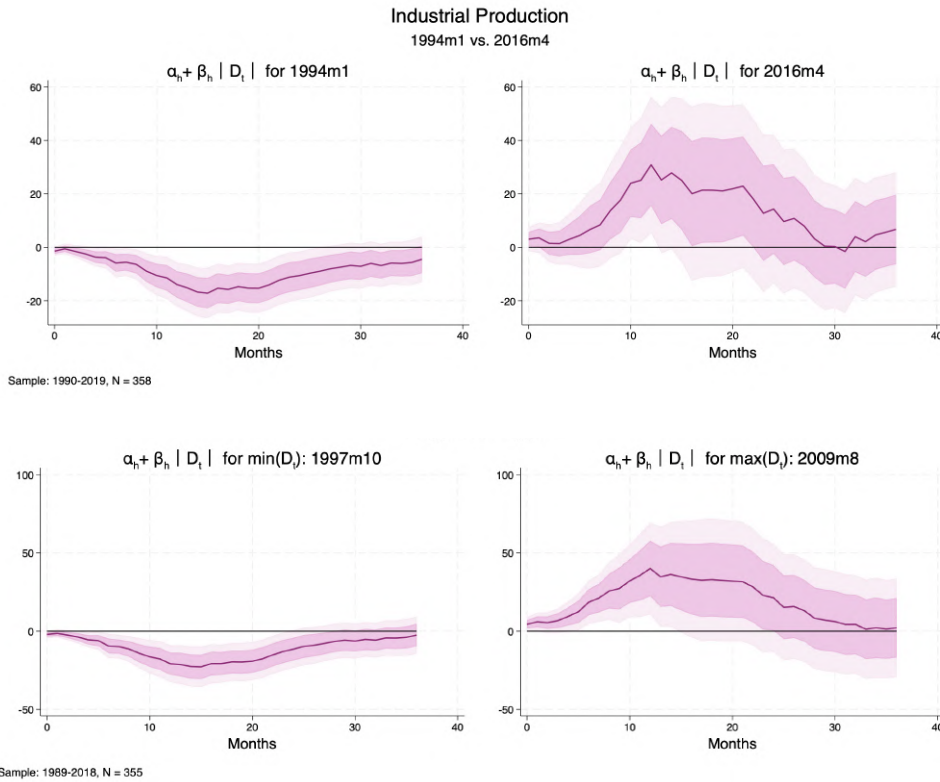 Industrial Production
1994m1 vs. 2016m4
αₕ+ βₕ | Dₜ | for 1994m1
60
40
20
0
-20
0 10 20 30 40
Months
αₕ+ βₕ | Dₜ | for 2016m4
60
40
20
0
-20
0 10 20 30 40
Months
Sample: 1990-2019, N = 358
αₕ+ βₕ | Dₜ | for min(Dₜ): 1997m10
100
50
0
-50
0 10 20 30 40
Months
αₕ+ βₕ | Dₜ | for max(Dₜ): 2009m8
100
50
0
-50
0 10 20 30 40
Months
Sample: 1989-2018, N = 355